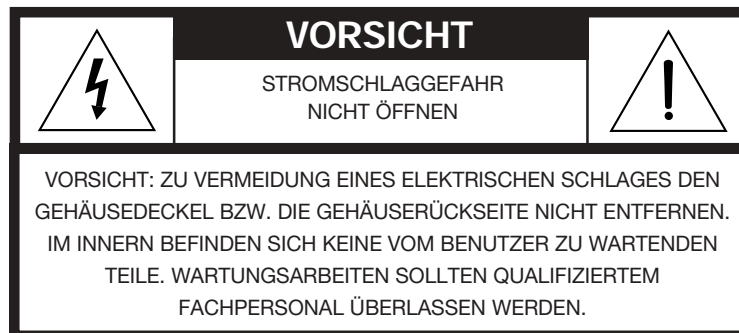 VORSICHT
STROMSCHLAGGEFAHR
NICHT ÖFFNEN
VORSICHT: ZU VERMEIDUNG EINES ELEKTRISCHEN SCHLAGES DEN
GEHÄUSEDECKEL BZW. DIE GEHÄUSERÜCKSEITE NICHT ENTFERNEN.
IM INNERN BEFINDEN SICH KEINE VOM BENUTZER ZU WARTENDEN
TEILE. WARTUNGSARBEITEN SOLLTEN QUALIFIZIERTEM
FACHPERSONAL ÜBERLASSEN WERDEN.